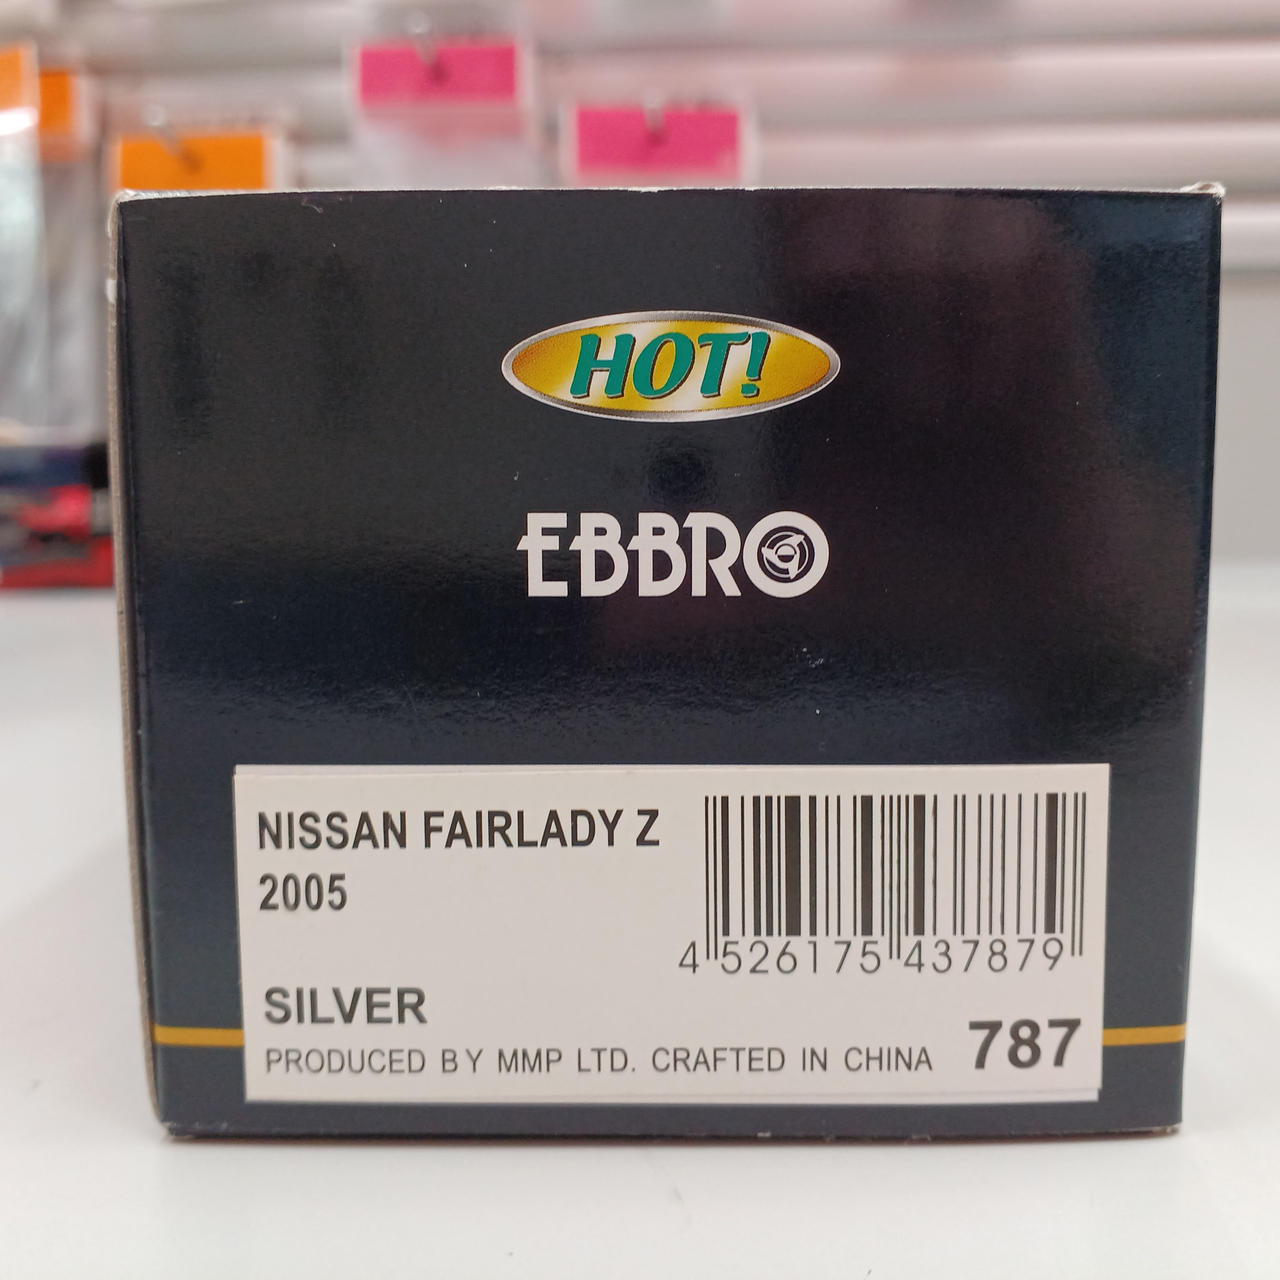 HOT!
EBBRO
NISSAN FAIRLADY Z
2005
4 526175 437879
SILVER
PRODUCED BY MMP LTD. CRAFTED IN CHINA
787